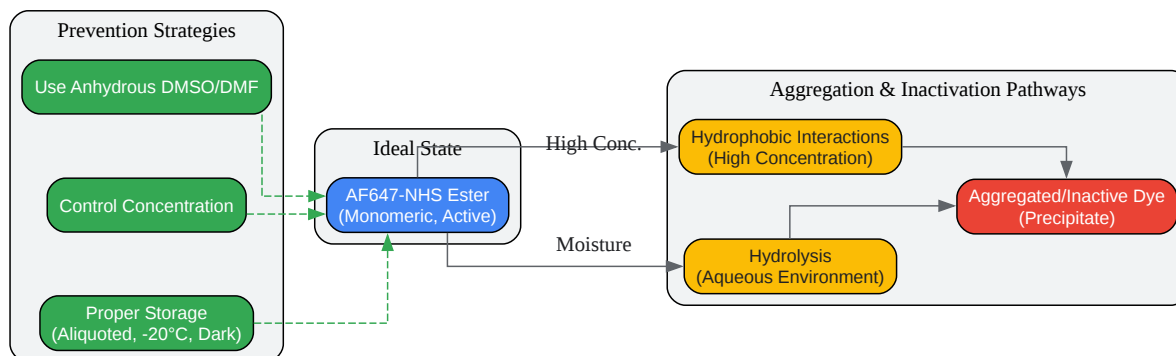 Prevention Strategies
Use Anhydrous DMSO/DMF
Control Concentration
Proper Storage
(Aliquoted, -20°C, Dark)
Ideal State
AF647-NHS Ester
(Monomeric, Active)
High Conc.
Moisture
Aggregation & Inactivation Pathways
Hydrophobic Interactions
(High Concentration)
Hydrolysis
(Aqueous Environment)
Aggregated/Inactive Dye
(Precipitate)